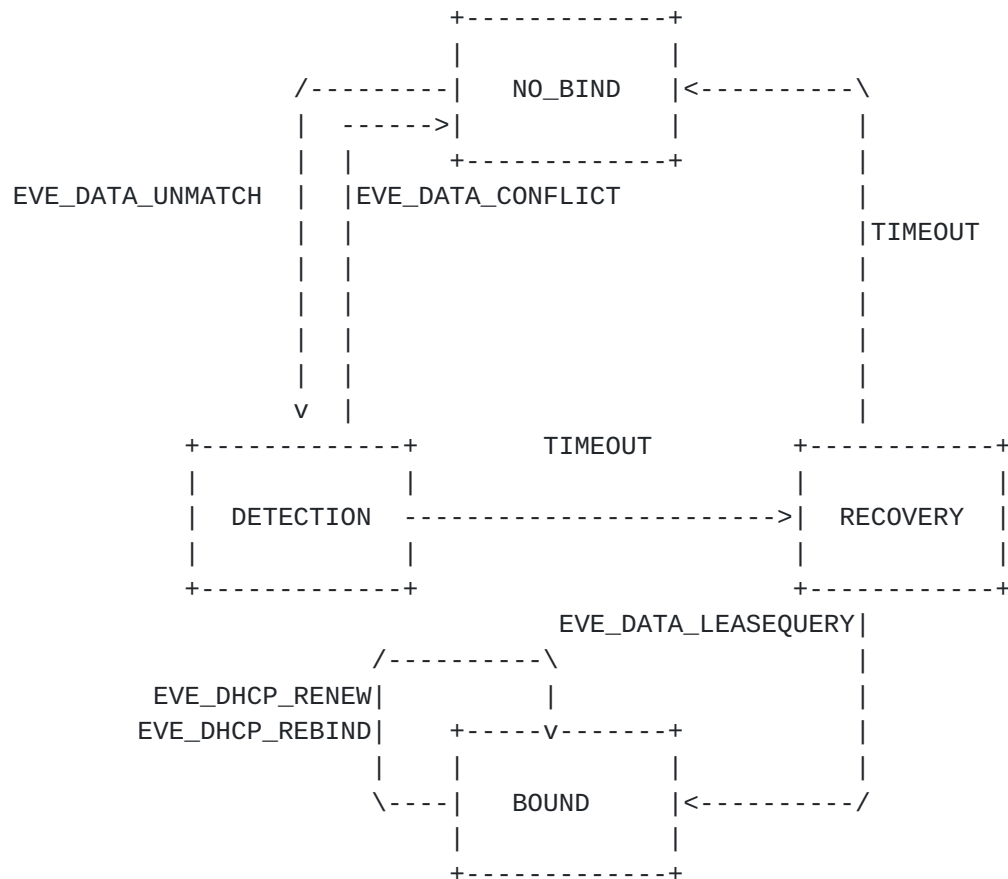 NO_BIND
EVE_DATA_UNMATCH EVE_DATA_CONFLICT
TIMEOUT
TIMEOUT
DETECTION RECOVERY
EVE_DATA_LEASEQUERY
EVE_DHCP_RENEW
EVE_DHCP_REBIND
BOUND